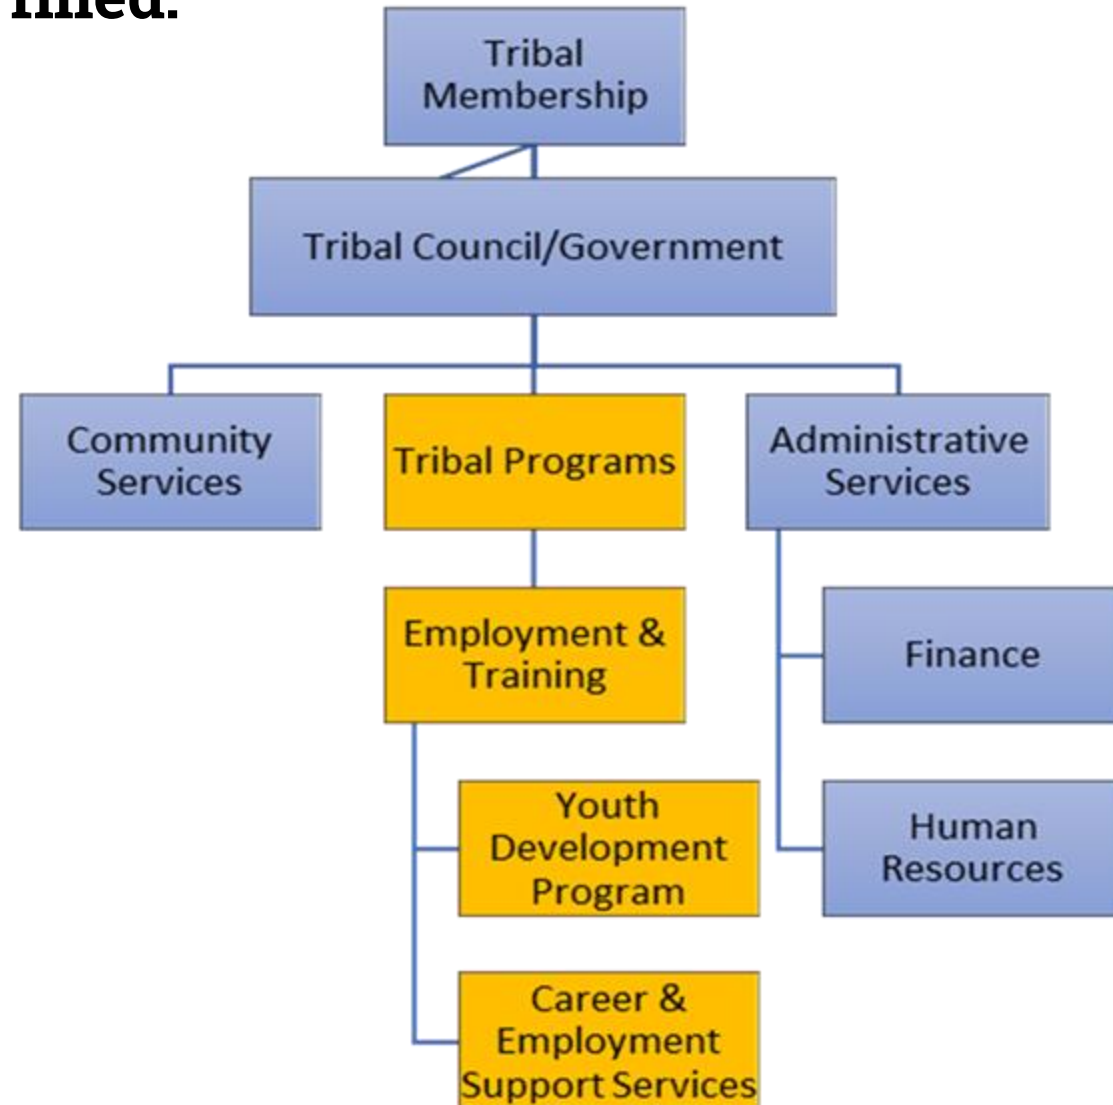 Tribal
Membership
Tribal Council/Government
Community
Services
Tribal Programs
Administrative
Services
Employment &
Training
Finance
Youth
Development
Program
Human
Resources
Career &
Employment
Support Services